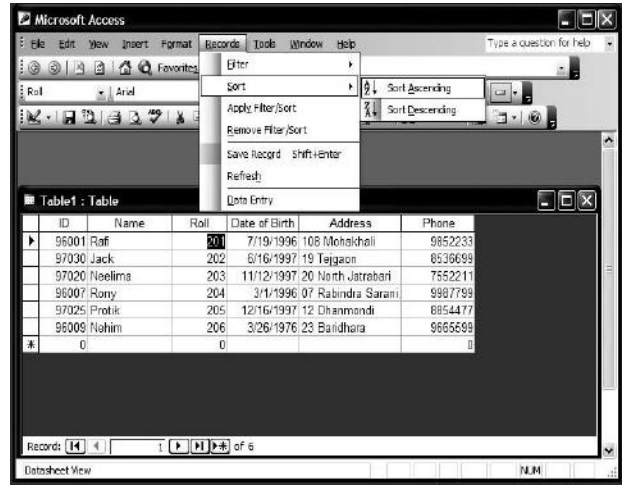 Microsoft Access
File Edit View Insert Format Records Tools Window Help Type a question for help
Favorites
Filter
Roll Arial
Sort
Sort Ascending
Apply Filter/Sort
Sort Descending
Remove Filter/Sort
Save Record Shift+Enter
Refresh
Data Entry
Table1 : Table
ID Name Roll Date of Birth Address Phone
96001 Rafi 201 7/19/1996 108 Mohakhali 9852233
97030 Jack 202 6/16/1997 19 Tejgaon 8536699
97020 Neelima 203 11/12/1997 20 North Jatrabari 7552211
96007 Rony 204 3/1/1996 07 Rabindra Sarani 9987799
97025 Protik 205 12/16/1997 12 Dhanmondi 8854477
96009 Nehim 206 3/26/1976 23 Baridhara 9665599
0 0 0
Record: 1 of 6
Datasheet View NUM